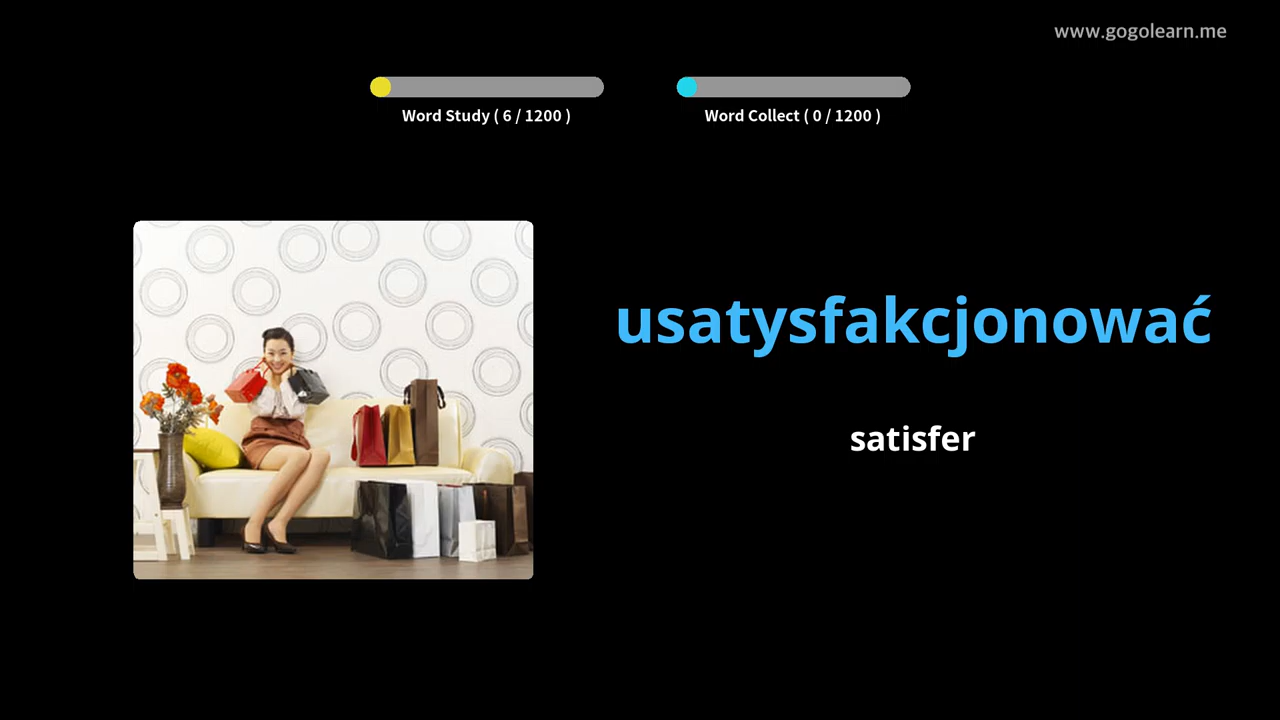 www.gogolearn.me
Word Study ( 6 / 1200 )
Word Collect ( 0 / 1200 )
usatysfakcjonować
satisfer